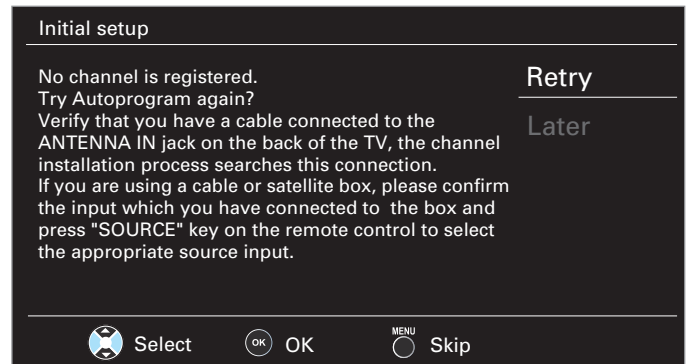 Initial setup
No channel is registered.
Try Autoprogram again?
Verify that you have a cable connected to the
ANTENNA IN jack on the back of the TV, the channel
installation process searches this connection.
If you are using a cable or satellite box, please confirm
the input which you have connected to the box and
press "SOURCE" key on the remote control to select
the appropriate source input.
Retry
Later
Select OK OK MENU Skip